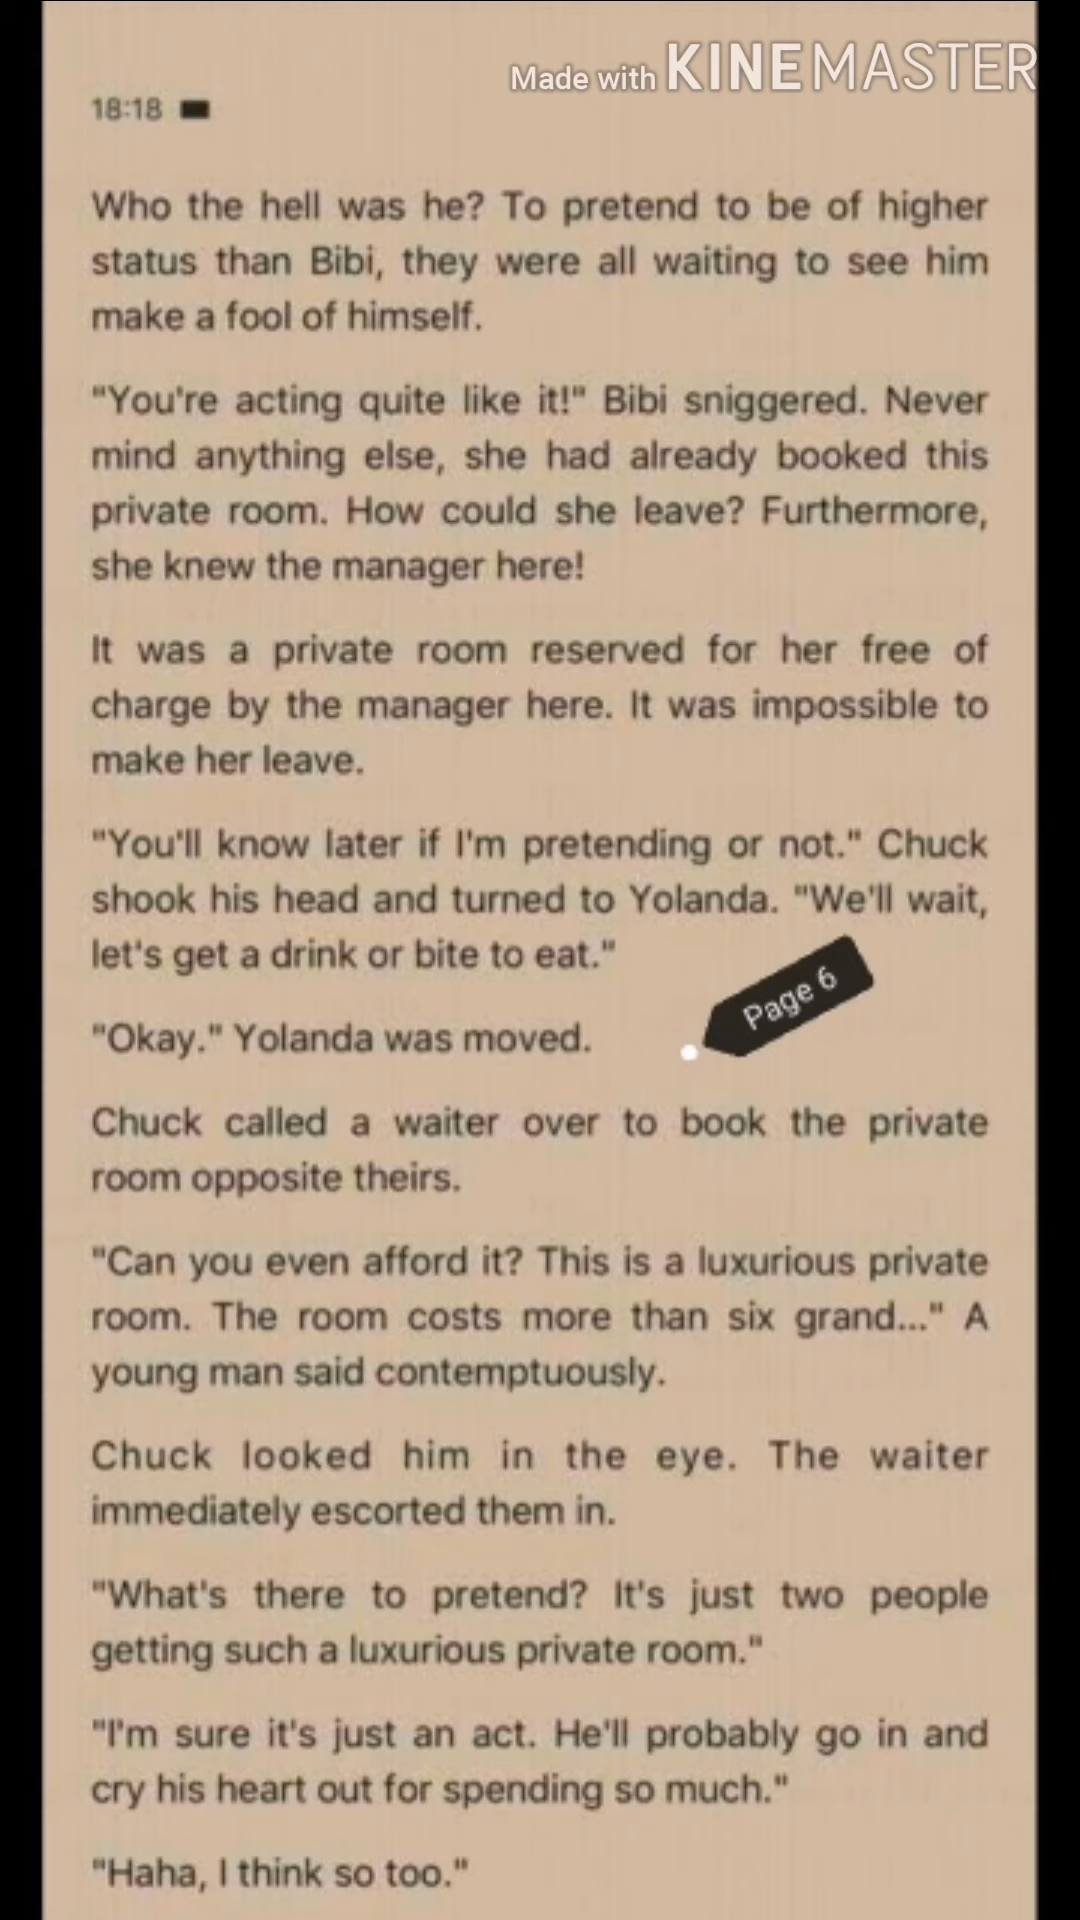 Made with KINEMASTER
18:18
Who the hell was he? To pretend to be of higher
status than Bibi, they were all waiting to see him
make a fool of himself.
"You're acting quite like it!" Bibi sniggered. Never
mind anything else, she had already booked this
private room. How could she leave? Furthermore,
she knew the manager here!
It was a private room reserved for her free of
charge by the manager here. It was impossible to
make her leave.
"You'll know later if I'm pretending or not." Chuck
shook his head and turned to Yolanda. "We'll wait,
let's get a drink or bite to eat."
Page 6
"Okay." Yolanda was moved.
Chuck called a waiter over to book the private
room opposite theirs.
"Can you even afford it? This is a luxurious private
room. The room costs more than six grand..." A
young man said contemptuously.
Chuck looked him in the eye. The waiter
immediately escorted them in.
"What's there to pretend? It's just two people
getting such a luxurious private room."
"I'm sure it's just an act. He'll probably go in and
cry his heart out for spending so much."
"Haha, I think so too."